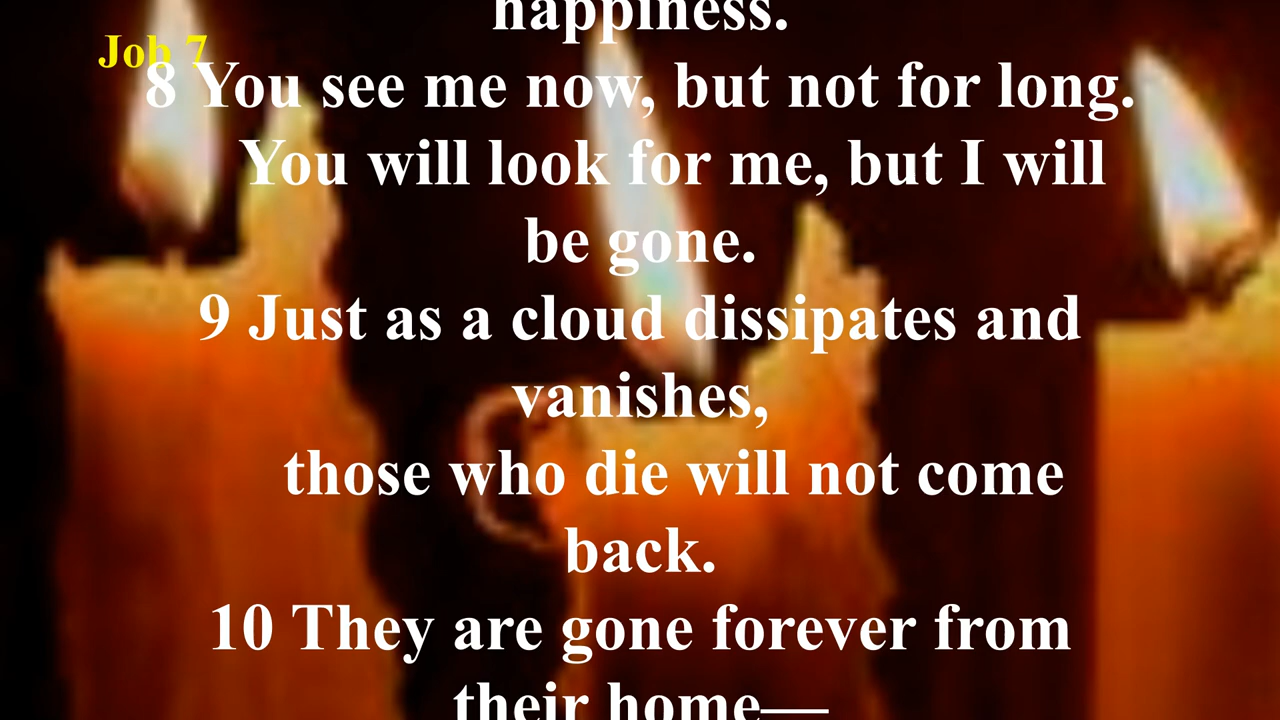 happiness.
Job 7
8 You see me now, but not for long.
You will look for me, but I will
be gone.
9 Just as a cloud dissipates and
vanishes,
those who die will not come
back.
10 They are gone forever from
their home—